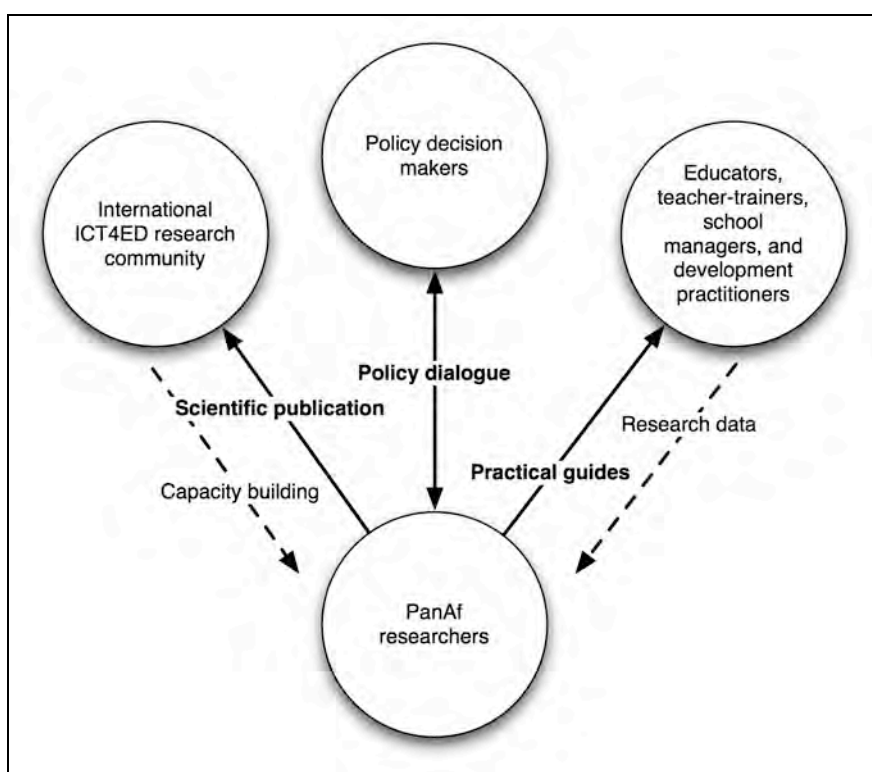 Policy decision
makers
International
ICT4ED research
community
Educators,
teacher-trainers,
school
managers, and
development
practitioners
Policy dialogue
Scientific publication
Research data
Practical guides
Capacity building
PanAf
researchers